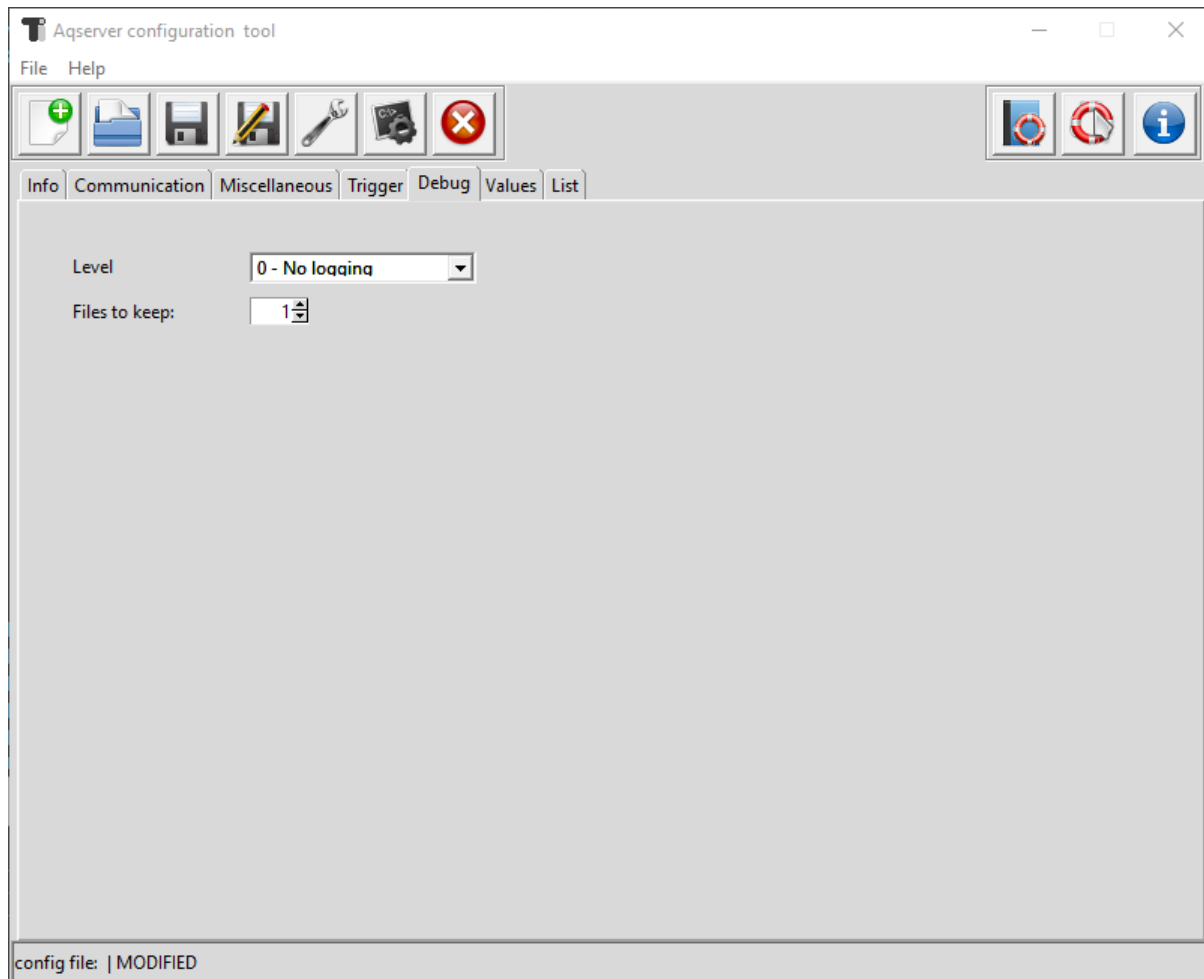 Aqserver configuration tool
File Help
C:\>
Info Communication Miscellaneous Trigger Debug Values List
Level 0 - No logging
Files to keep: 1
config file: | MODIFIED